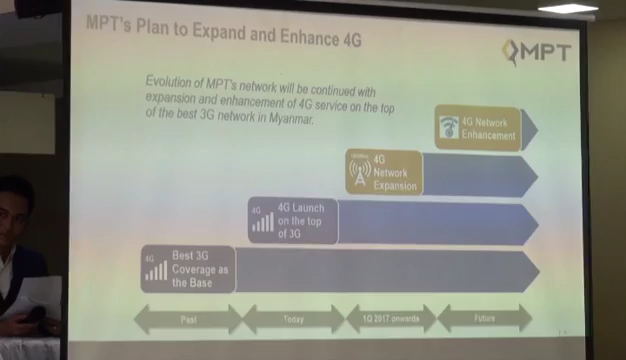 MPT's Plan to Expand and Enhance 4G
MPT
Evolution of MPT's network will be continued with
expansion and enhancement of 4G service on the top
of the best 3G network in Myanmar.
4G Network
Enhancement
4G
Network
Expansion
4G
4G Launch
on the top
of 3G
4G
Best 3G
Coverage as
the Base
Past
Today
1Q 2017 onwards
Future